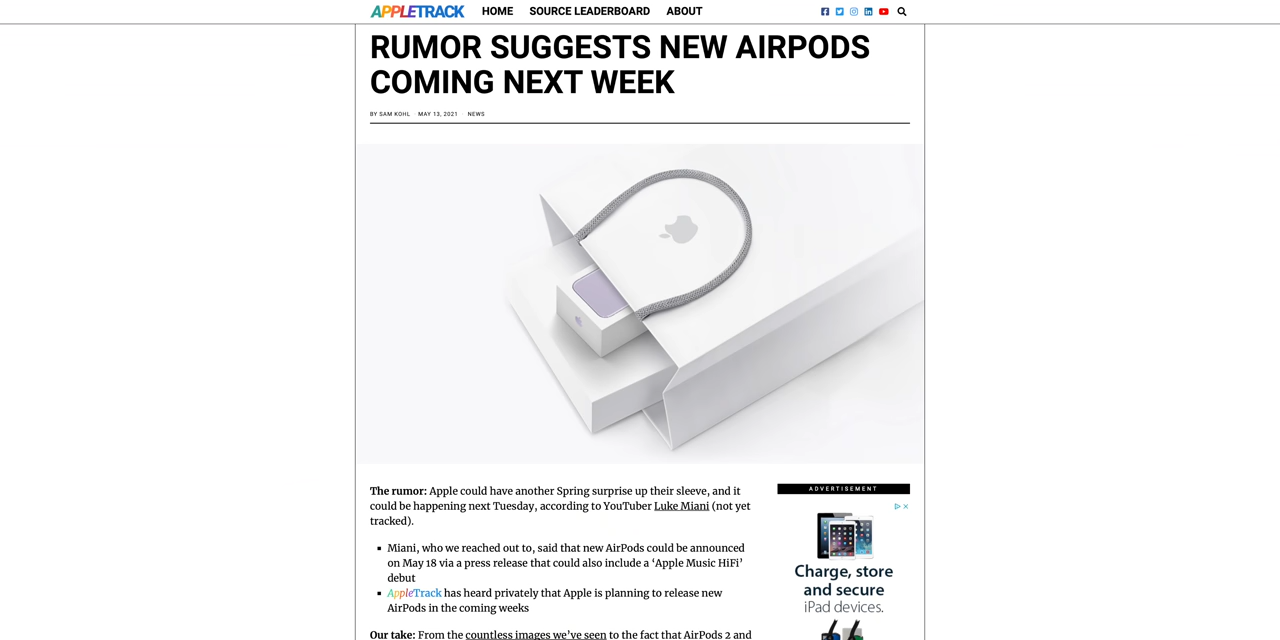 APPLETRACK HOME SOURCE LEADERBOARD ABOUT
RUMOR SUGGESTS NEW AIRPODS
COMING NEXT WEEK
BY SAM KOHL MAY 13, 2021 NEWS
The rumor: Apple could have another Spring surprise up their sleeve, and it
could be happening next Tuesday, according to YouTuber Luke Miani (not yet
tracked).
▪ Miani, who we reached out to, said that new AirPods could be announced
on May 18 via a press release that could also include a ‘Apple Music HiFi’
debut
▪ AppleTrack has heard privately that Apple is planning to release new
AirPods in the coming weeks
Our take: From the countless images we’ve seen to the fact that AirPods 2 and
ADVERTISEMENT
Charge, store
and secure
iPad devices.